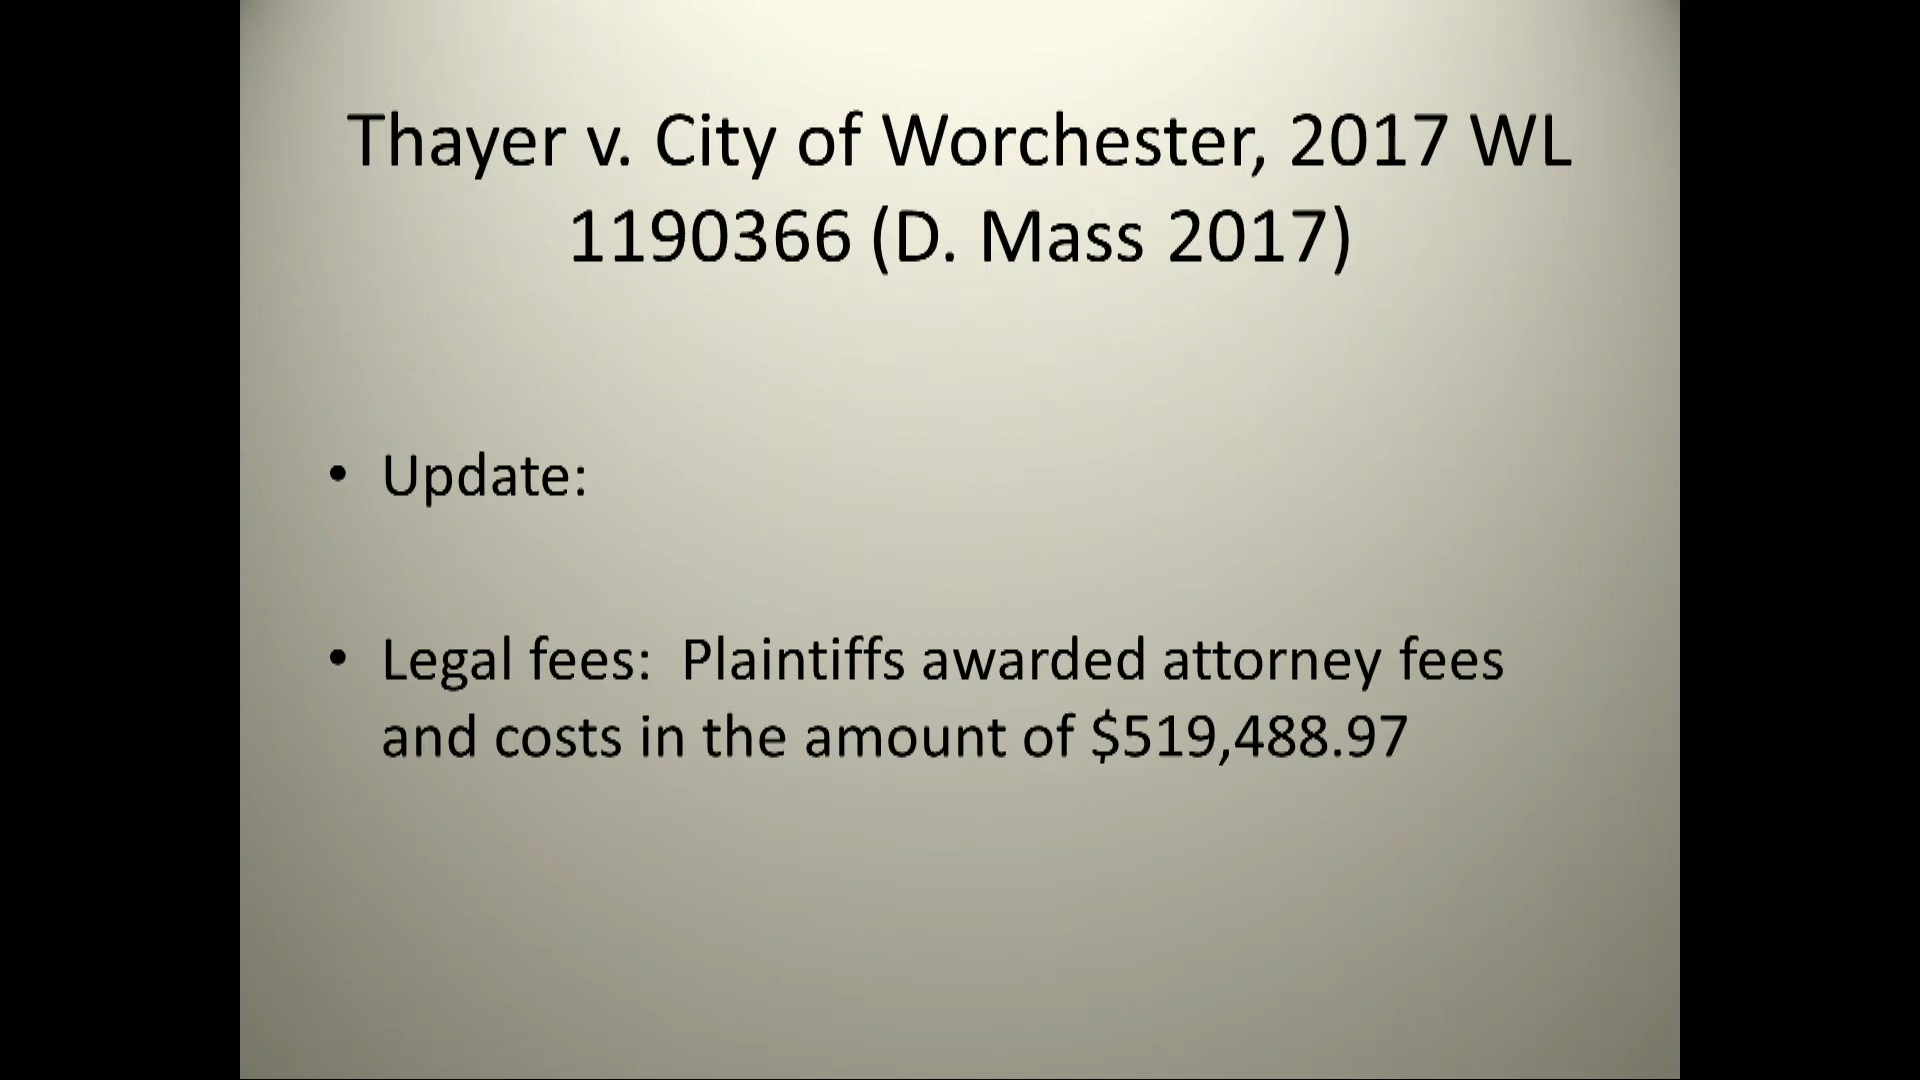 Thayer v. City of Worchester, 2017 WL
1190366 (D. Mass 2017)
• Update:
• Legal fees:  Plaintiffs awarded attorney fees
and costs in the amount of $519,488.97